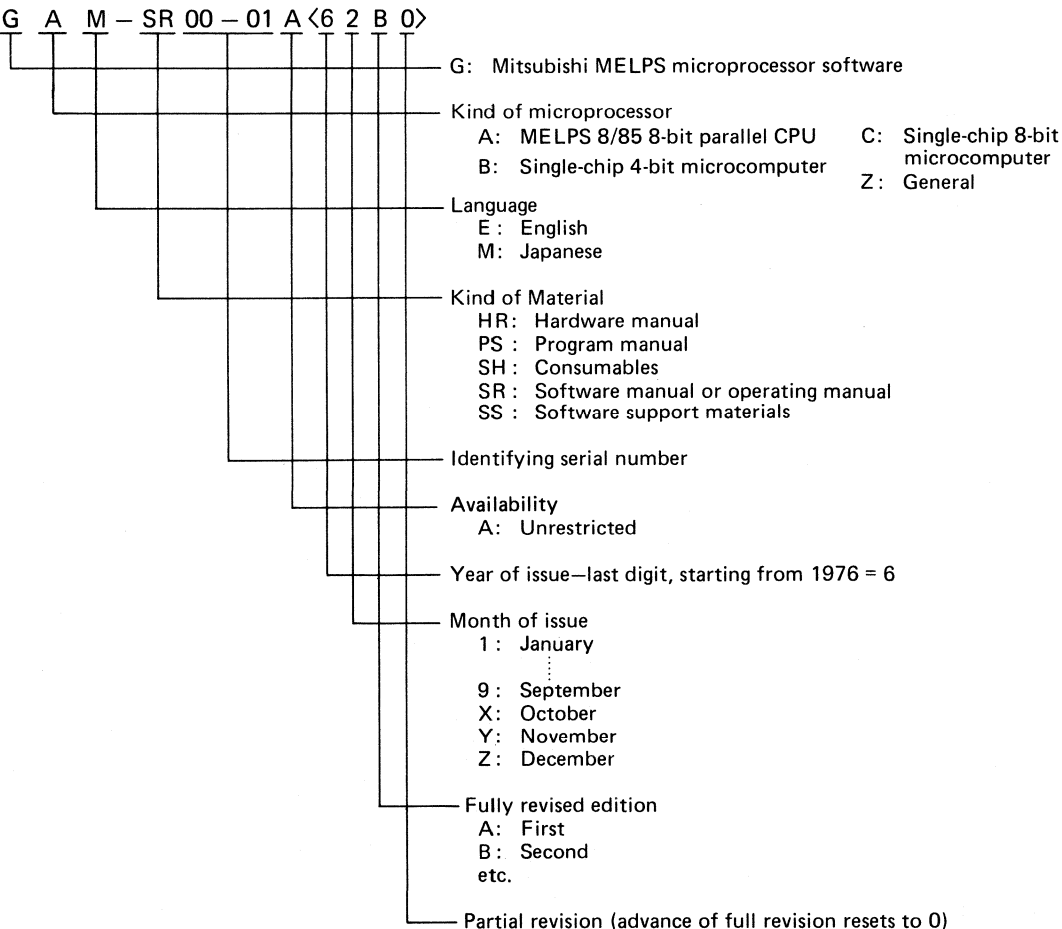 G A M – SR 00 – 01 A <6 2 B 0>
G: Mitsubishi MELPS microprocessor software
Kind of microprocessor
A: MELPS 8/85 8-bit parallel CPU
B: Single-chip 4-bit microcomputer
C: Single-chip 8-bit
microcomputer
Z: General
Language
E: English
M: Japanese
Kind of Material
HR: Hardware manual
PS: Program manual
SH: Consumables
SR: Software manual or operating manual
SS: Software support materials
Identifying serial number
Availability
A: Unrestricted
Year of issue—last digit, starting from 1976 = 6
Month of issue
1: January
9: September
X: October
Y: November
Z: December
Fully revised edition
A: First
B: Second
etc.
Partial revision (advance of full revision resets to 0)